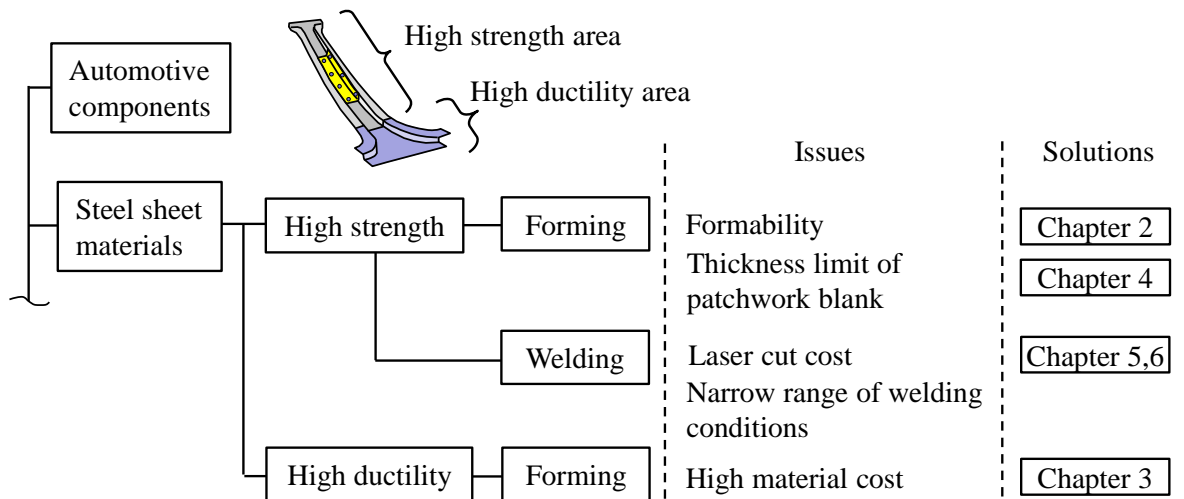 High strength area
High ductility area
Automotive
components
Issues
Solutions
Steel sheet
materials
High strength
Forming
Formability
Chapter 2
Thickness limit of
patchwork blank
Chapter 4
Welding
Laser cut cost
Chapter 5,6
Narrow range of welding
conditions
High ductility
Forming
High material cost
Chapter 3